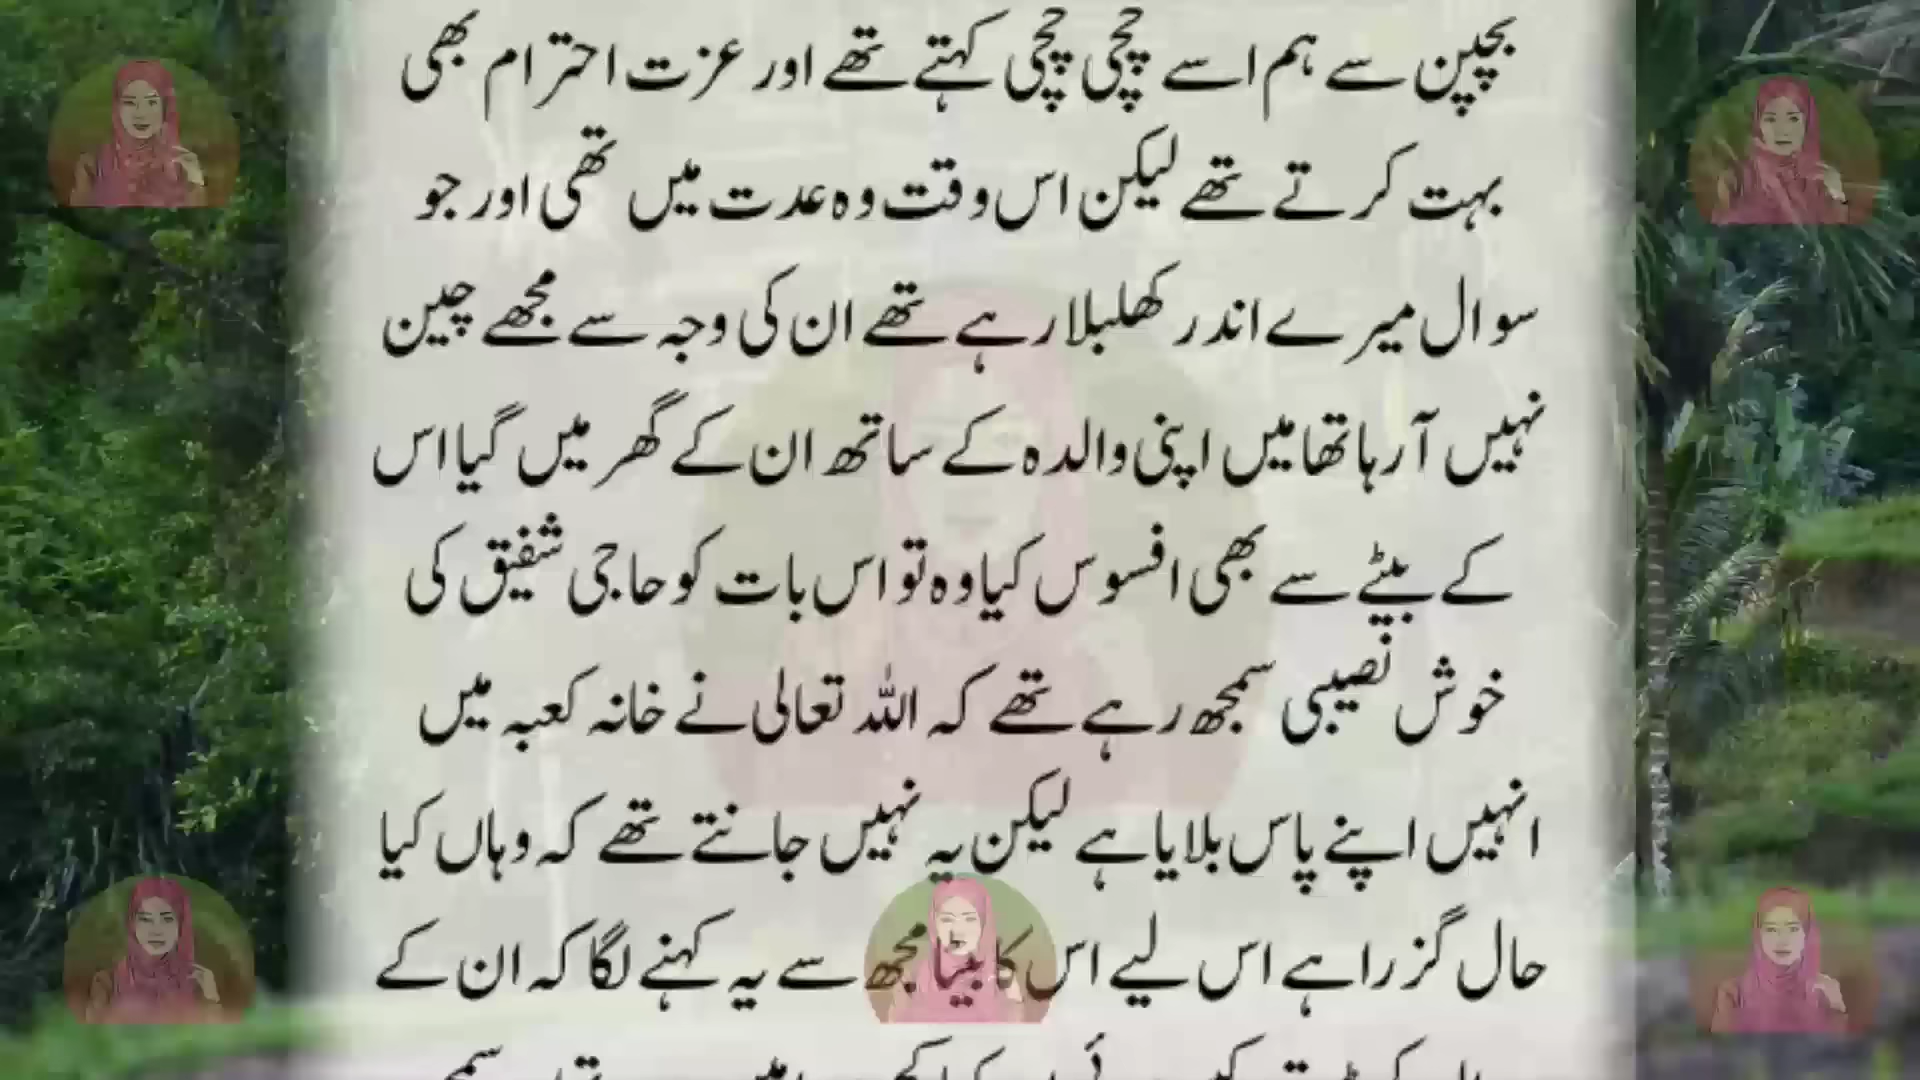 بچپن سے ہم اسے چچی چچی کہتے تھے اور عزت احترام بھی
بہت کرتے تھے لیکن اس وقت وہ عدت میں تھی اور جو
سوال میرے اندر کھلبلا رہے تھے ان کی وجہ سے مجھے چین
نہیں آرہا تھا میں اپنی والدہ کے ساتھ ان کے گھر میں گیا اس
کے بیٹے سے بھی افسوس کیا وہ تو اس بات کو حاجی شفیق کی
خوش نصیبی سمجھ رہے تھے کہ اللہ تعالی نے خانہ کعبہ میں
انہیں اپنے پاس بلایا ہے لیکن یہ نہیں جانتے تھے کہ وہاں کیا
حال گزرا ہے اس لیے اس کا بیٹا مجھ سے یہ کہنے لگا کہ ان کے